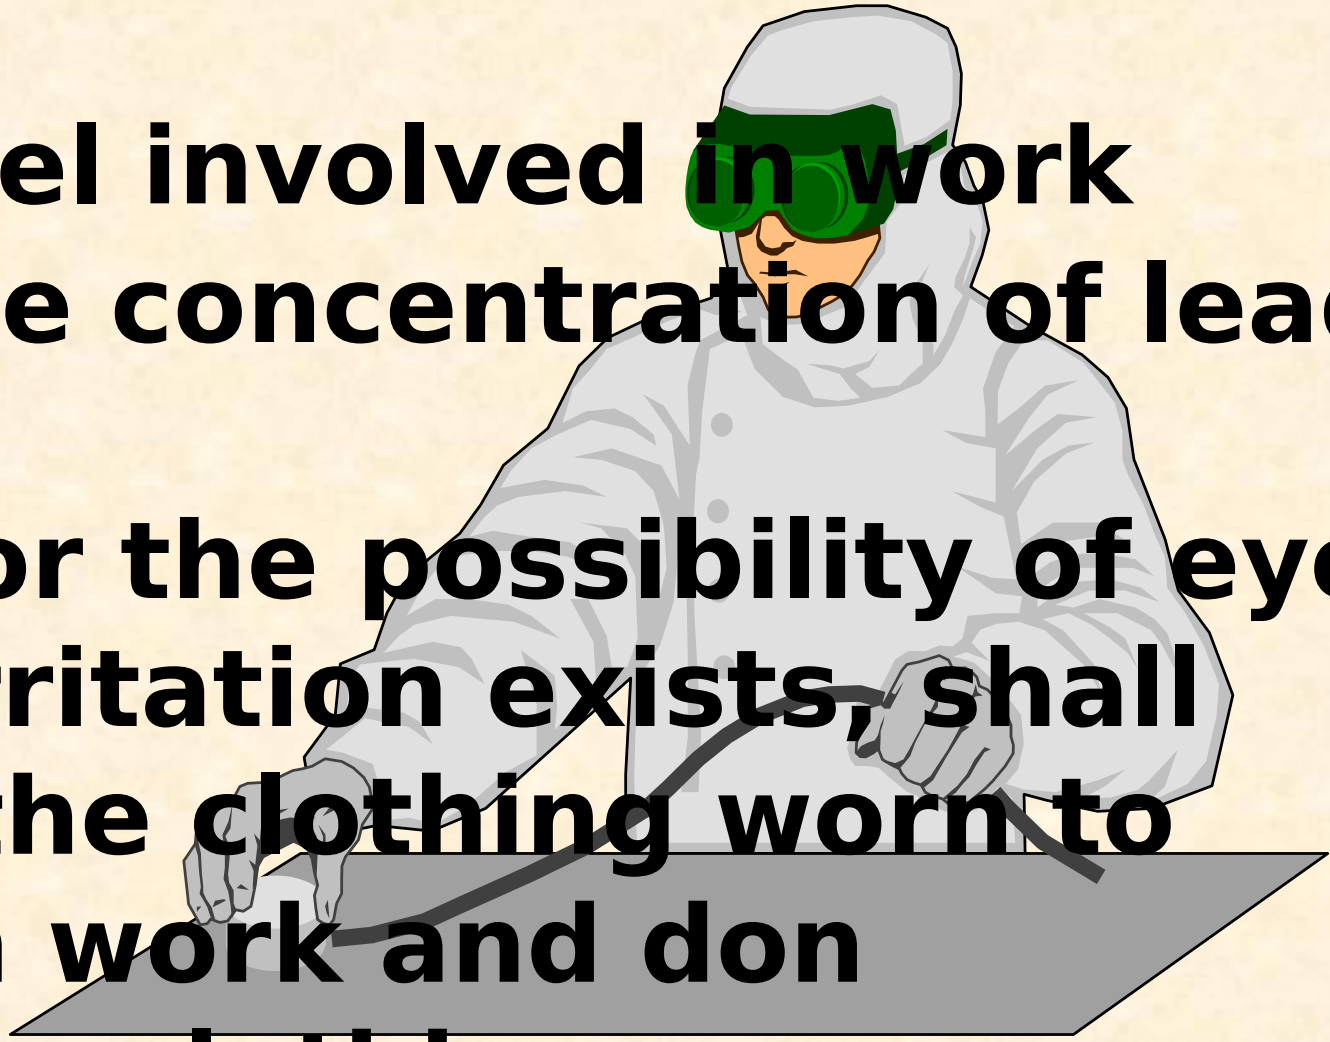 el involved in work
e concentration of lead
or the possibility of eye
rritation exists, shall
the clothing worn to
work and don